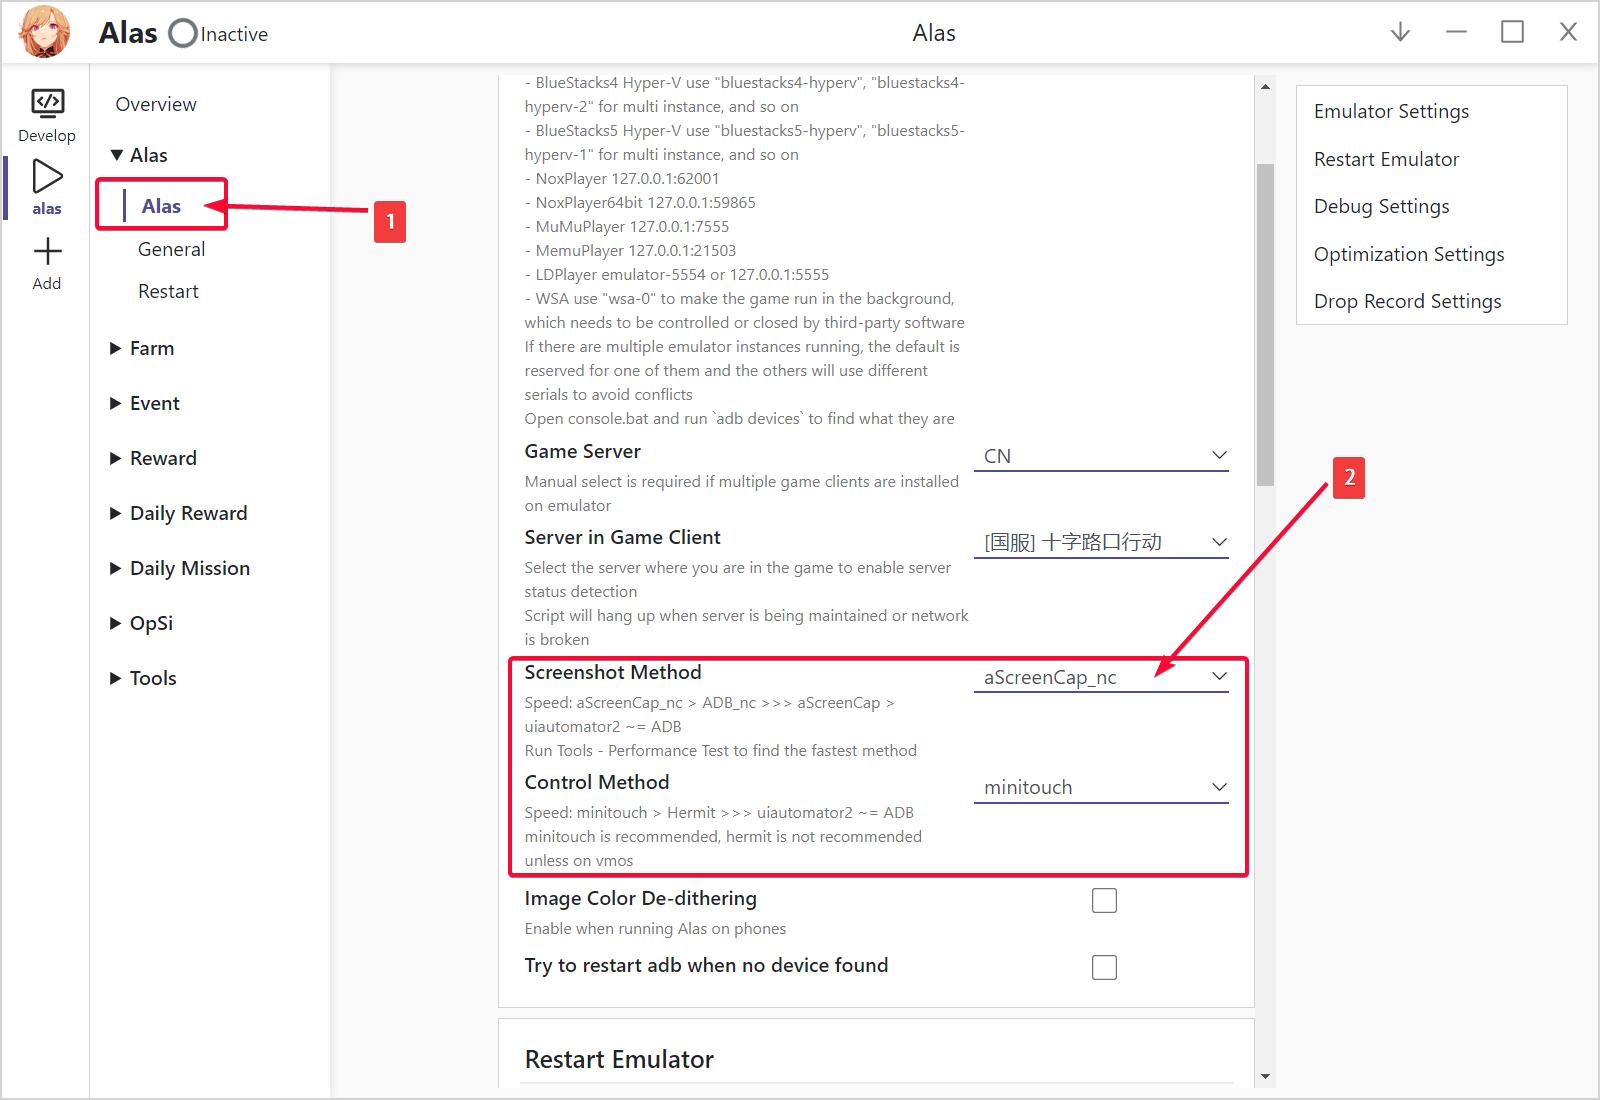 Alas
Inactive
Alas
Develop
alas
Add
Overview
▼ Alas
Alas
General
Restart
▶ Farm
▶ Event
▶ Reward
▶ Daily Reward
▶ Daily Mission
▶ OpSi
▶ Tools
1
- BlueStacks4 Hyper-V use "bluestacks4-hyperv", "bluestacks4-
hyperv-2" for multi instance, and so on
- BlueStacks5 Hyper-V use "bluestacks5-hyperv", "bluestacks5-
hyperv-1" for multi instance, and so on
- NoxPlayer 127.0.0.1:62001
- NoxPlayer64bit 127.0.0.1:59865
- MuMuPlayer 127.0.0.1:7555
- MemuPlayer 127.0.0.1:21503
- LDPlayer emulator-5554 or 127.0.0.1:5555
- WSA use "wsa-0" to make the game run in the background,
which needs to be controlled or closed by third-party software
If there are multiple emulator instances running, the default is
reserved for one of them and the others will use different
serials to avoid conflicts
Open console.bat and run `adb devices` to find what they are
Game Server
CN
Manual select is required if multiple game clients are installed
on emulator
Server in Game Client
[国服] 十字路口行动
Select the server where you are in the game to enable server
status detection
Script will hang up when server is being maintained or network
is broken
Screenshot Method
aScreenCap_nc
Speed: aScreenCap_nc > ADB_nc >>> aScreenCap >
uiautomator2 ~= ADB
Run Tools - Performance Test to find the fastest method
Control Method
minitouch
Speed: minitouch > Hermit >>> uiautomator2 ~= ADB
minitouch is recommended, hermit is not recommended
unless on vmos
Image Color De-dithering
Enable when running Alas on phones
Try to restart adb when no device found
Restart Emulator
2
Emulator Settings
Restart Emulator
Debug Settings
Optimization Settings
Drop Record Settings